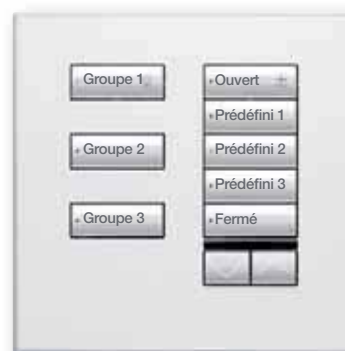 Groupe 1
Groupe 2
Groupe 3
Ouvert
Prédéfini 1
Prédéfini 2
Prédéfini 3
Fermé